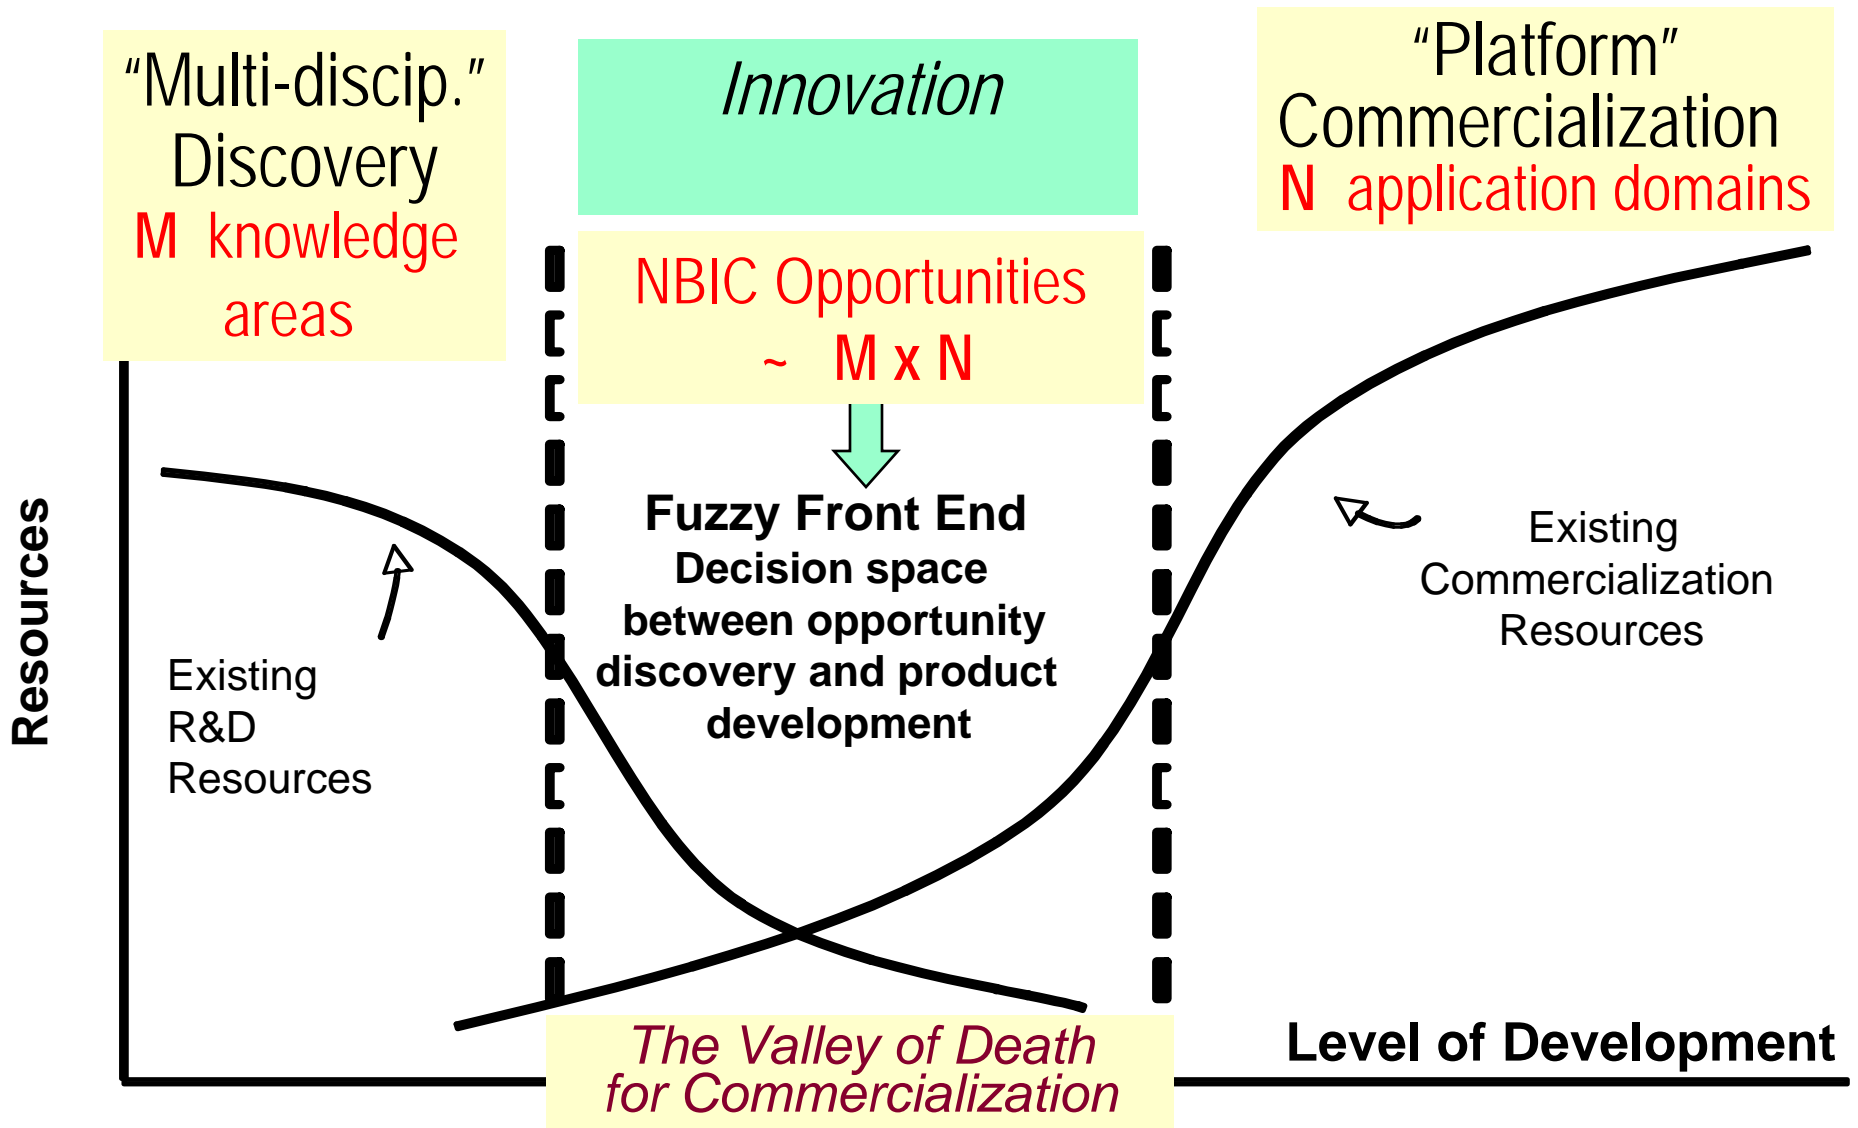 “Multi-discip.”
Discovery
M knowledge
areas
Innovation
“Platform”
Commercialization
N application domains
NBIC Opportunities
~ M x N
Fuzzy Front End
Decision space
between opportunity
discovery and product
development
Resources
Existing
R&D
Resources
Existing
Commercialization
Resources
The Valley of Death
for Commercialization
Level of Development